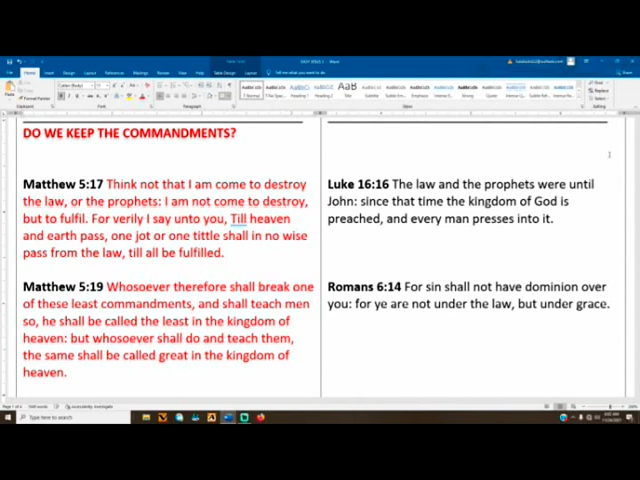 DO WE KEEP THE COMMANDMENTS?
Matthew 5:17 Think not that I am come to destroy
the law, or the prophets: I am not come to destroy,
but to fulfil. For verily I say unto you, Till heaven
and earth pass, one jot or one tittle shall in no wise
pass from the law, till all be fulfilled.
Matthew 5:19 Whosoever therefore shall break one
of these least commandments, and shall teach men
so, he shall be called the least in the kingdom of
heaven: but whosoever shall do and teach them,
the same shall be called great in the kingdom of
heaven.
Luke 16:16 The law and the prophets were until
John: since that time the kingdom of God is
preached, and every man presses into it.
Romans 6:14 For sin shall not have dominion over
you: for ye are not under the law, but under grace.
Type here to search